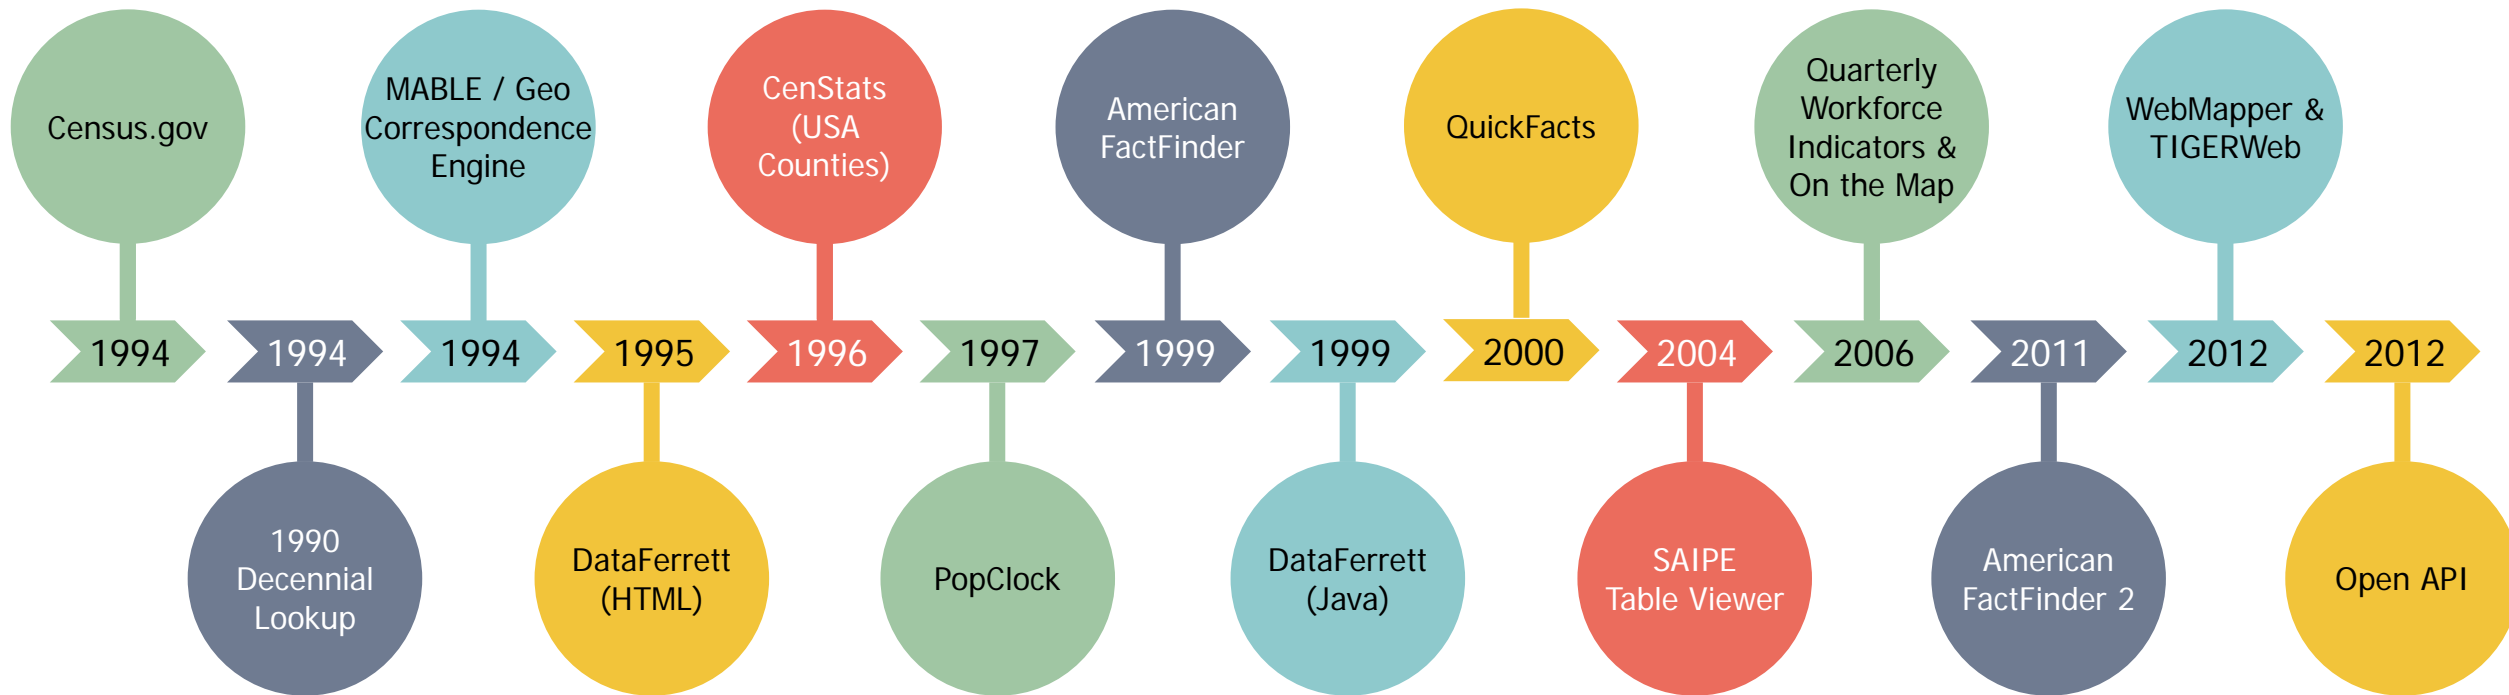 Census.gov
MABLE / Geo
Correspondence
Engine
CenStats
(USA
Counties)
American
FactFinder
QuickFacts
Quarterly
Workforce
Indicators &
On the Map
WebMapper &
TIGERWeb
1994
1994
1994
1995
1996
1997
1999
1999
2000
2004
2006
2011
2012
2012
1990
Decennial
Lookup
DataFerrett
(HTML)
PopClock
DataFerrett
(Java)
SAIPE
Table Viewer
American
FactFinder 2
Open API